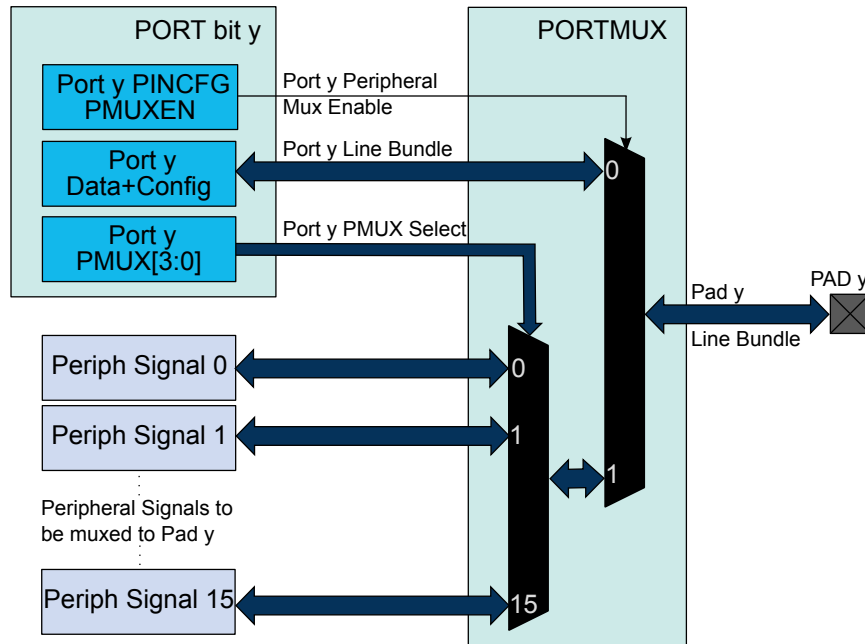 PORT bit y
PORTMUX
Port y PINCFG
PMUXEN
Port y Peripheral
Mux Enable
Port y
Data+Config
Port y Line Bundle
0
Port y
PMUX[3:0]
Port y PMUX Select
Pad y
Line Bundle
PAD y
Periph Signal 0
0
Periph Signal 1
1
1
Peripheral Signals to
be muxed to Pad y
Periph Signal 15
15